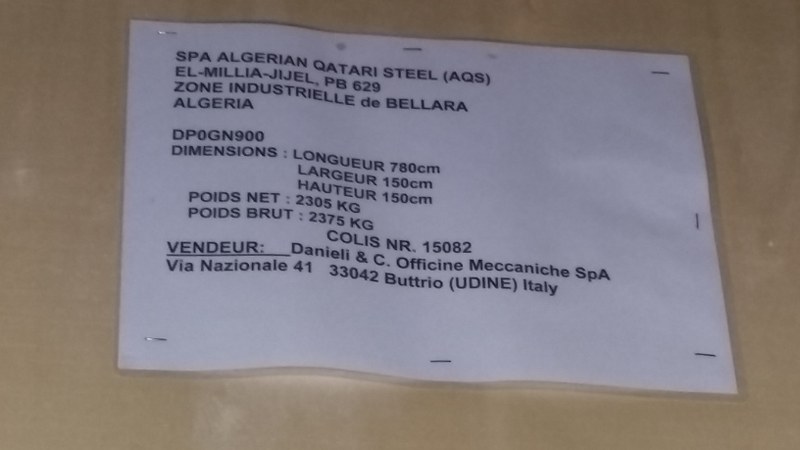 SPA ALGERIAN QATARI STEEL (AQS)
EL-MILLIA-JIJEL, PB 629
ZONE INDUSTRIELLE de BELLARA
ALGERIA
DP0GN900
DIMENSIONS : LONGUEUR 780cm
LARGEUR 150cm
HAUTEUR 150cm
POIDS NET : 2305 KG
POIDS BRUT : 2375 KG
COLIS NR. 15082
VENDEUR: Danieli & C. Officine Meccaniche SpA
Via Nazionale 41 33042 Buttrio (UDINE) Italy